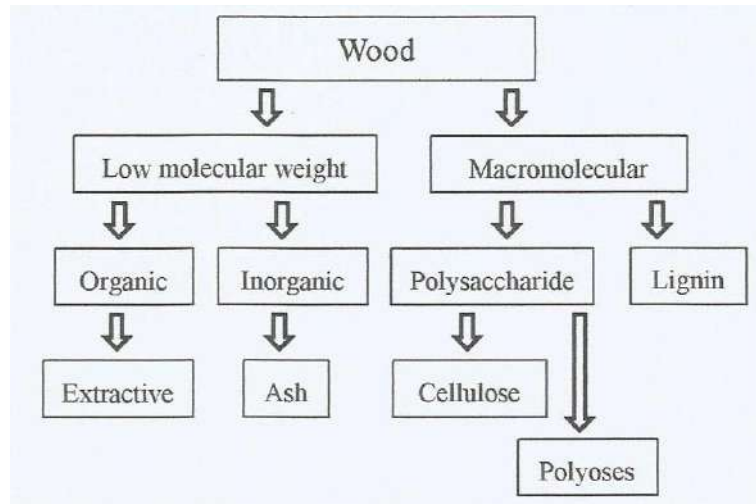 Wood
Low molecular weight
Macromolecular
Organic
Inorganic
Polysaccharide
Lignin
Extractive
Ash
Cellulose
Polyoses